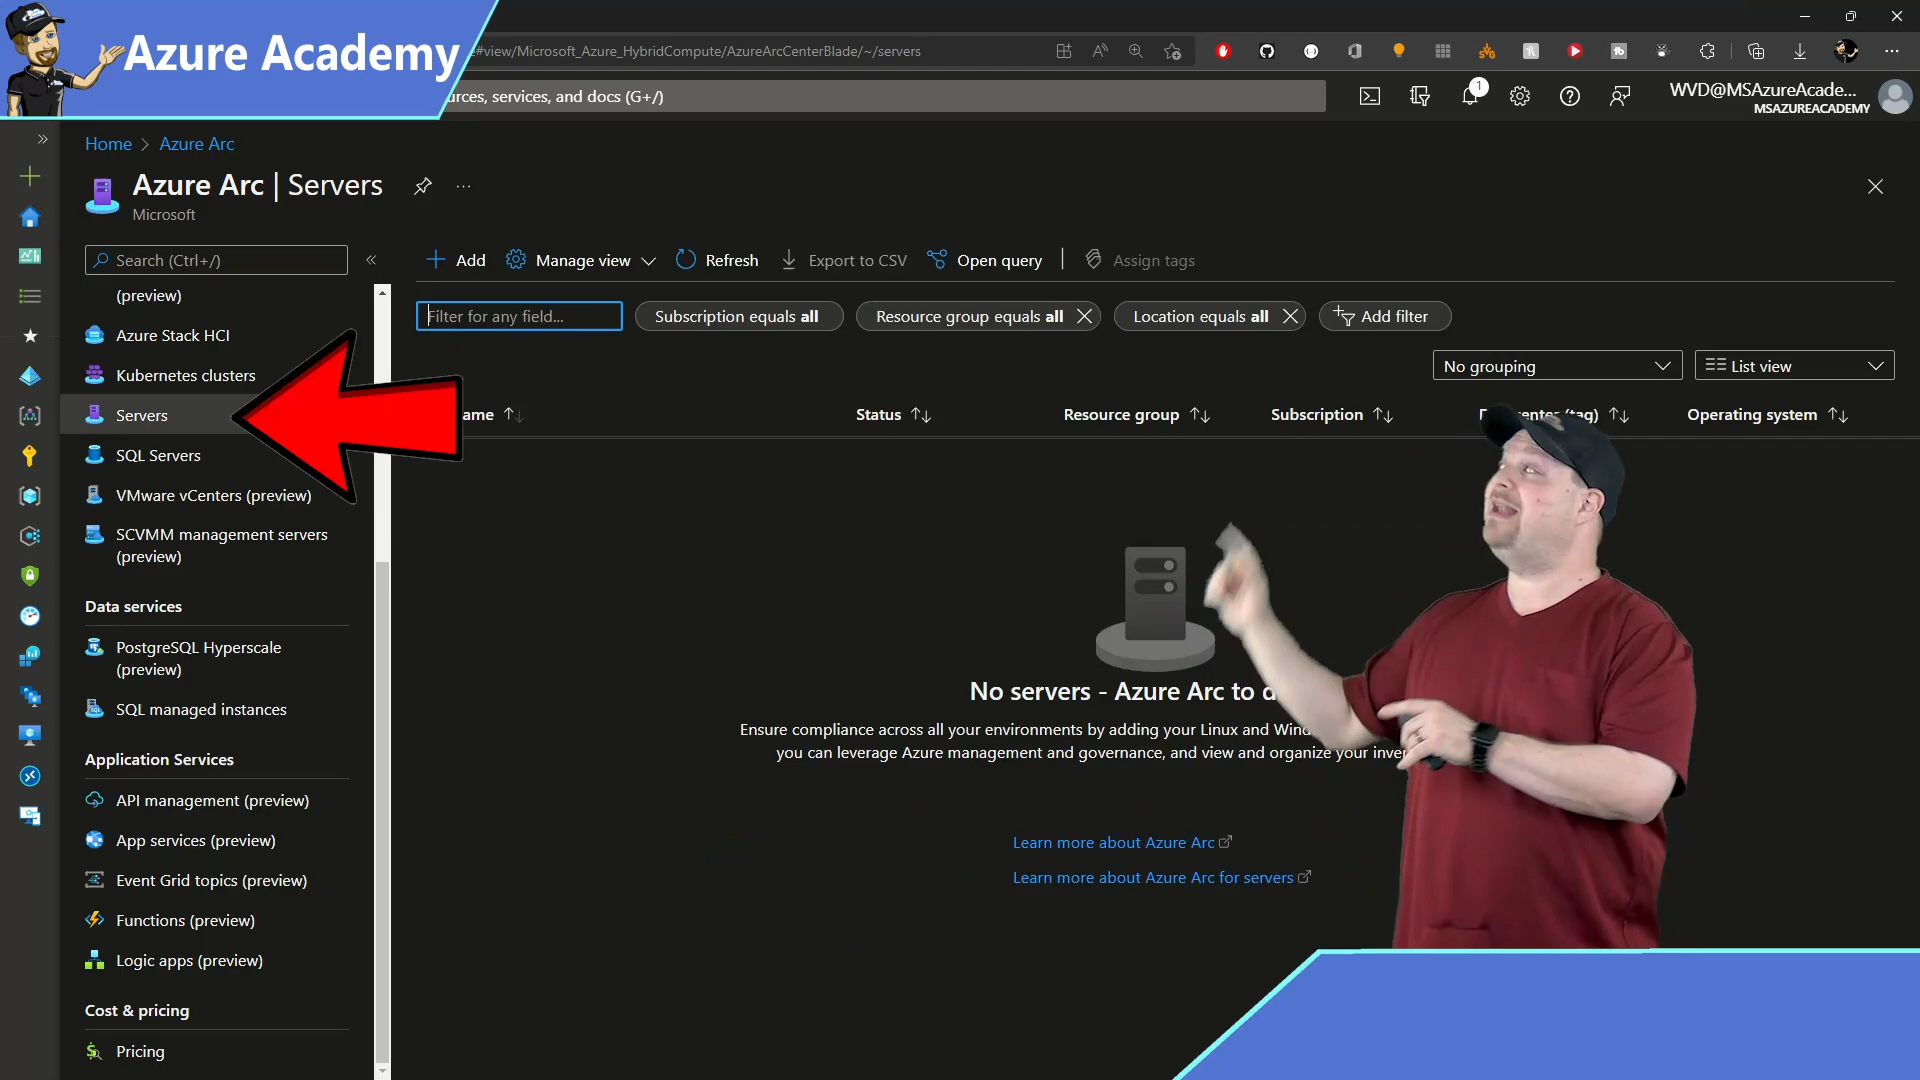 Azure Academy
e#view/Microsoft_Azure_HybridCompute/AzureArcCenterBlade/~/servers
urces, services, and docs (G+/)
1
WVD@MSAzureAcade...
MSAZUREACADEMY
Home > Azure Arc
Azure Arc | Servers
Microsoft
Search (Ctrl+/)
Add
Manage view
Refresh
Export to CSV
Open query
Assign tags
Filter for any field...
Subscription equals all
Resource group equals all
Location equals all
Add filter
No grouping
List view
ame
Status
Resource group
Subscription
(tag)
Operating system
(preview)
Azure Stack HCI
Kubernetes clusters
Servers
SQL Servers
VMware vCenters (preview)
SCVMM management servers
(preview)
Data services
PostgreSQL Hyperscale
(preview)
SQL managed instances
Application Services
API management (preview)
App services (preview)
Event Grid topics (preview)
Functions (preview)
Logic apps (preview)
Cost & pricing
Pricing
No servers - Azure Arc to d
Ensure compliance across all your environments by adding your Linux and Wind
you can leverage Azure management and governance, and view and organize your inve
Learn more about Azure Arc
Learn more about Azure Arc for servers